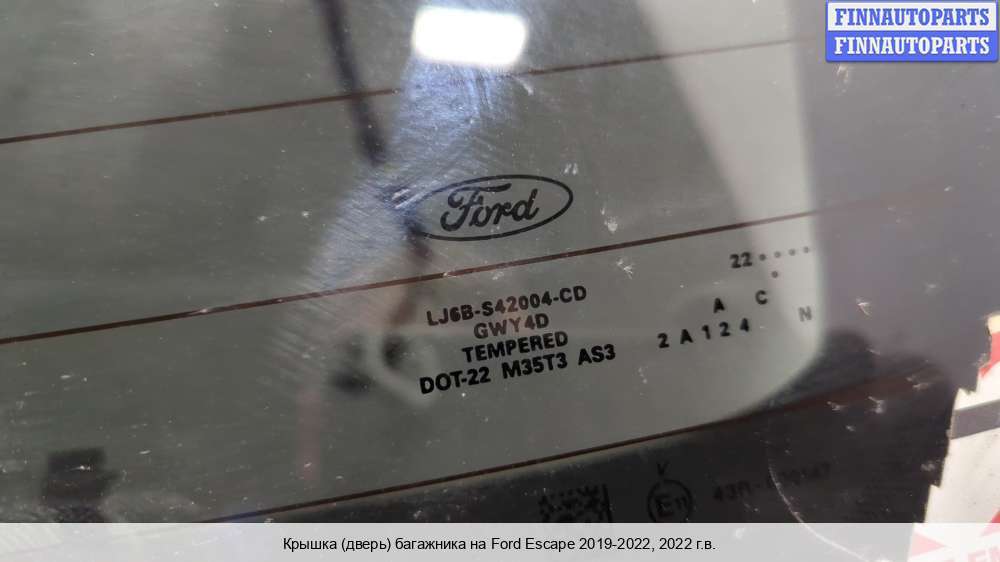 FINNAUTOPARTS
FINNAUTOPARTS
Ford
22
LJ6B-S42004-CD
GWY4D
TEMPERED
DOT-22 M35T3 AS3
A C N
2 A 1 2 4
V
E11
43R-
Крышка (дверь) багажника на Ford Escape 2019-2022, 2022 г.в.